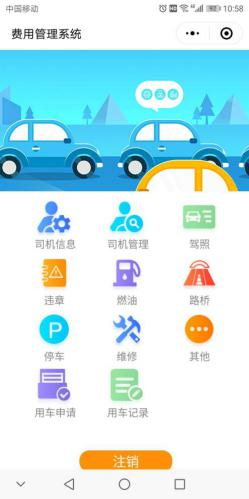 中国移动 10:58
费用管理系统
司机信息 司机管理 驾照
违章 燃油 路桥
P
停车 维修 其他
用车申请 用车记录
注销